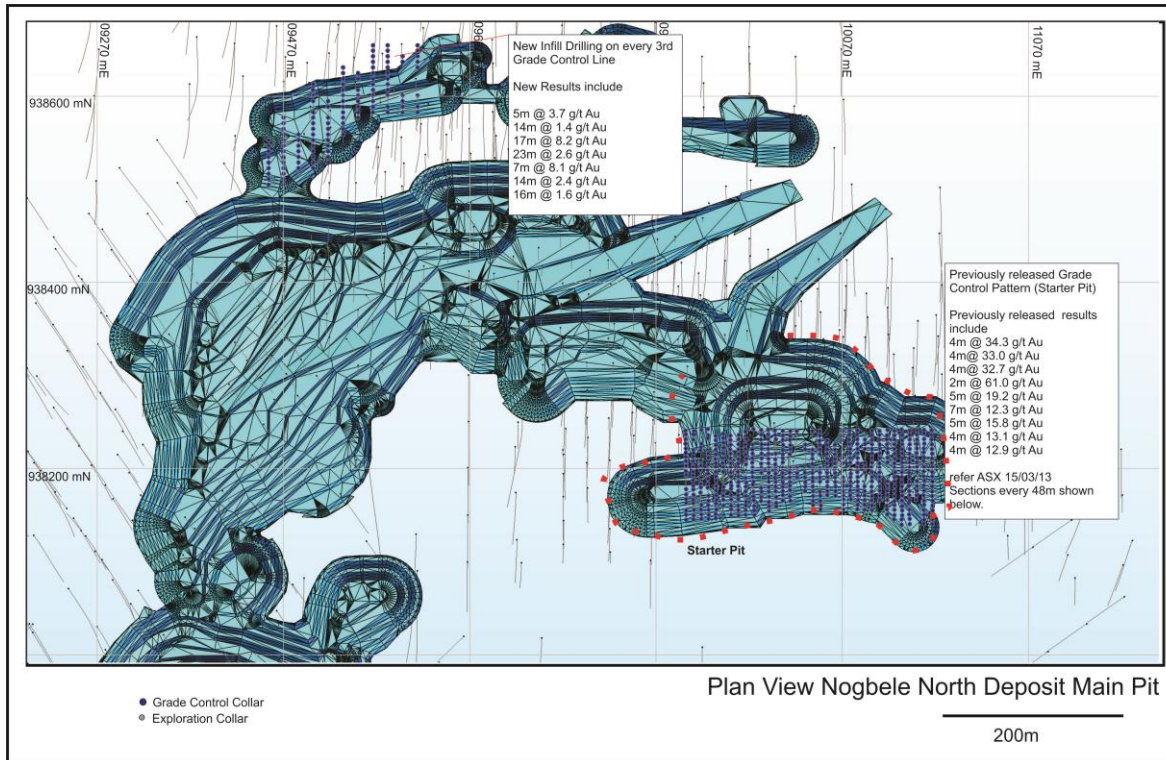 09270 mE
09470 mE
10070 mE
11070 mE
938600 mN
938400 mN
938200 mN
New Infill Drilling on every 3rd
Grade Control Line
New Results include
5m @ 3.7 g/t Au
14m @ 1.4 g/t Au
17m @ 8.2 g/t Au
23m @ 2.6 g/t Au
7m @ 8.1 g/t Au
14m @ 2.4 g/t Au
16m @ 1.6 g/t Au
Previously released Grade
Control Pattern (Starter Pit)
Previously released results
include
4m @ 34.3 g/t Au
4m@ 33.0 g/t Au
4m@ 32.7 g/t Au
2m @ 61.0 g/t Au
5m @ 19.2 g/t Au
7m @ 12.3 g/t Au
5m @ 15.8 g/t Au
4m @ 13.1 g/t Au
4m @ 12.9 g/t Au
refer ASX 15/03/13
Sections every 48m shown
below.
Starter Pit
Plan View Nogbele North Deposit Main Pit
Grade Control Collar
Exploration Collar
200m